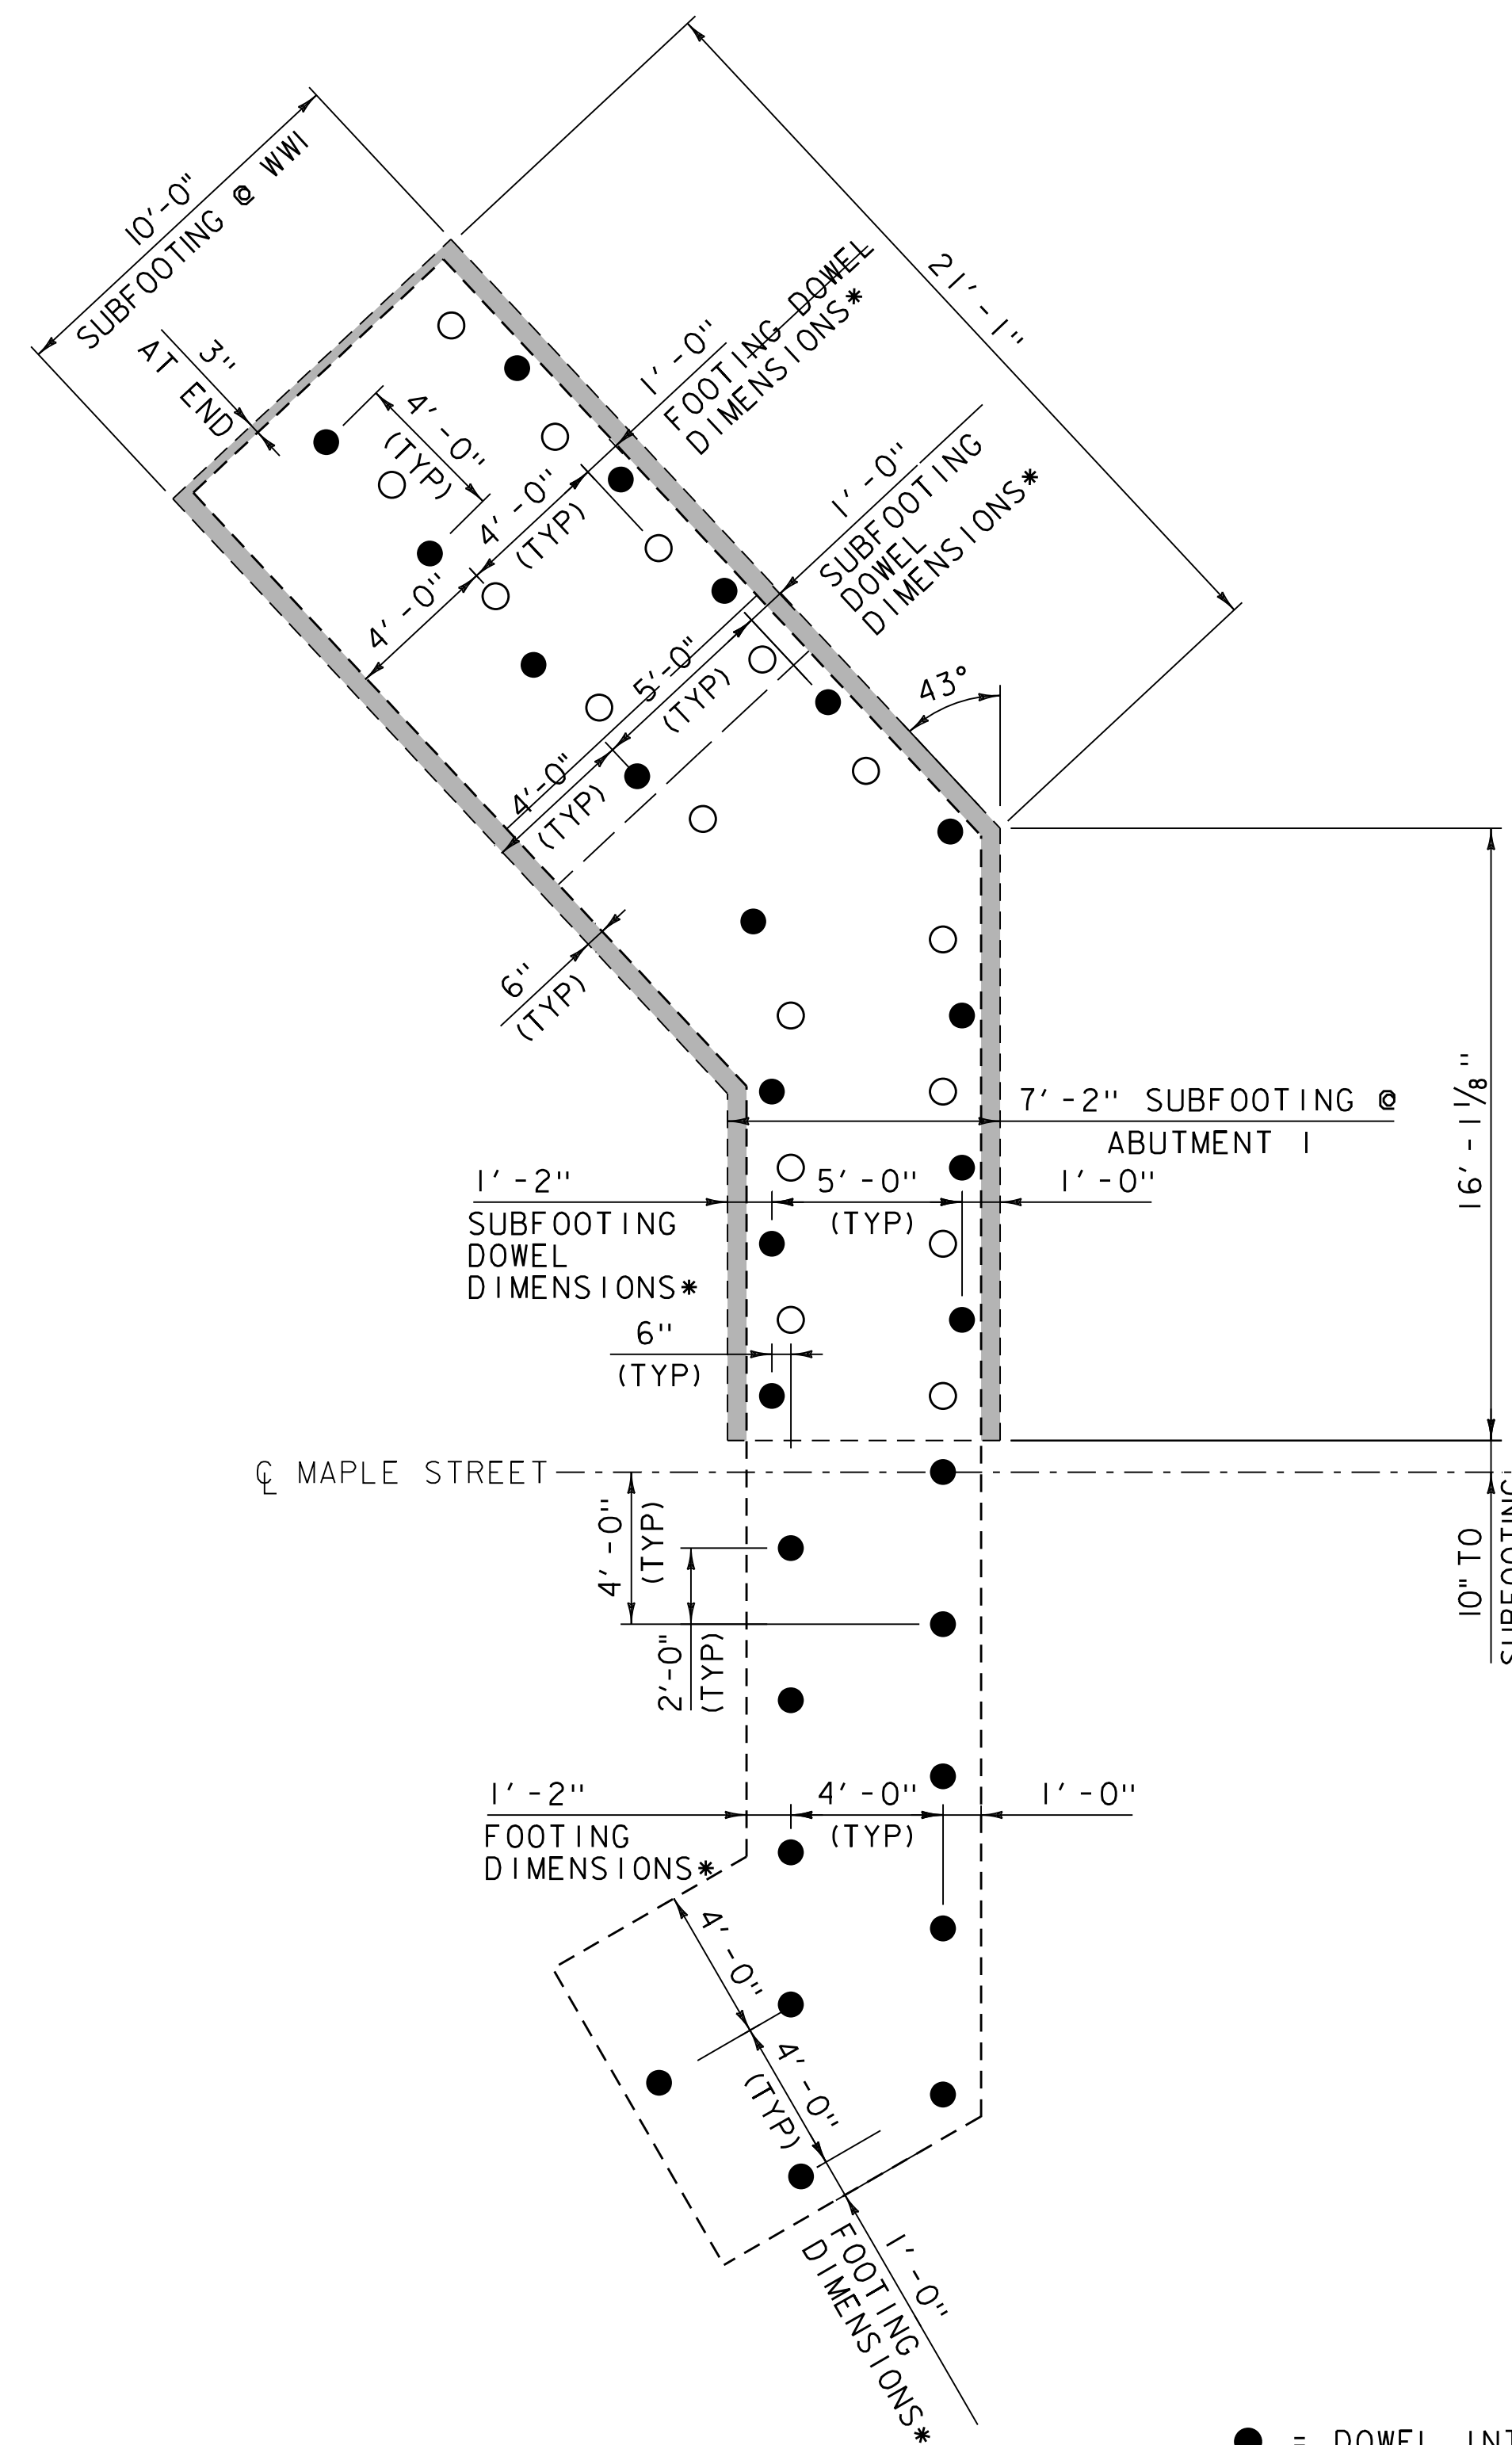 10'-0"
SUBFOOTING @ WW1
3"
AT END
21'-1"
1'-0"
FOOTING DOWEL
DIMENSIONS*
4'-0"
(TYP)
4'-0"
(TYP)
4'-0"
1'-0"
SUBFOOTING
DOWEL
DIMENSIONS*
5'-0"
(TYP)
4'-0"
(TYP)
43°
6"
(TYP)
7'-2" SUBFOOTING @
ABUTMENT 1
16'-1 1/8"
1'-2"
SUBFOOTING
DOWEL
DIMENSIONS*
5'-0"
(TYP)
1'-0"
6"
(TYP)
℄ MAPLE STREET
4'-0"
(TYP)
2'-0"
(TYP)
10" TO
SUBFOOTING
1'-2"
FOOTING
DIMENSIONS*
4'-0"
(TYP)
1'-0"
4'-0"
4'-0"
(TYP)
1'-0"
FOOTING
DIMENSIONS*
= DOWEL